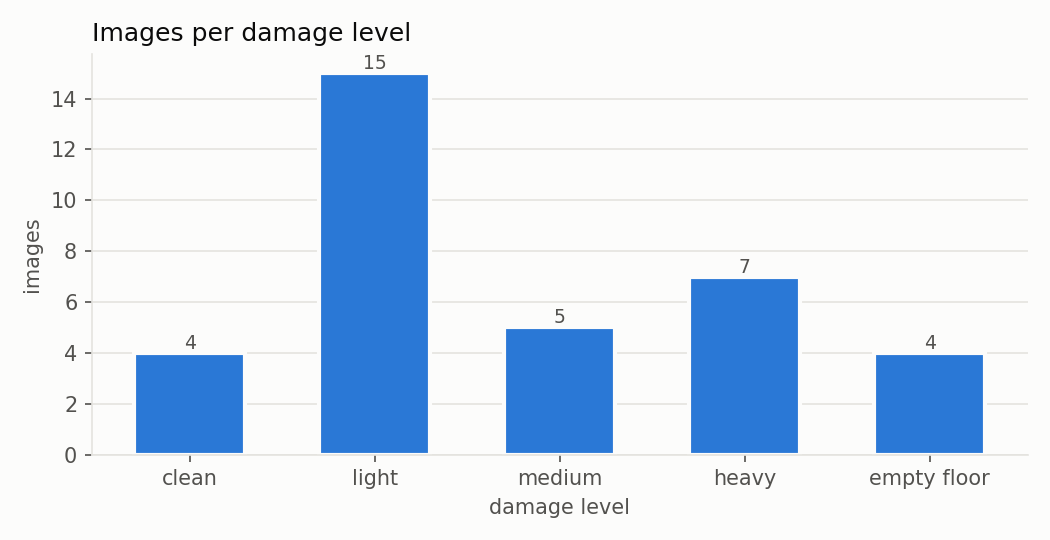 Images per damage level
15
14
12
10
8
7
6
5
4
4
4
2
0
images
clean
light
medium
heavy
empty floor
damage level